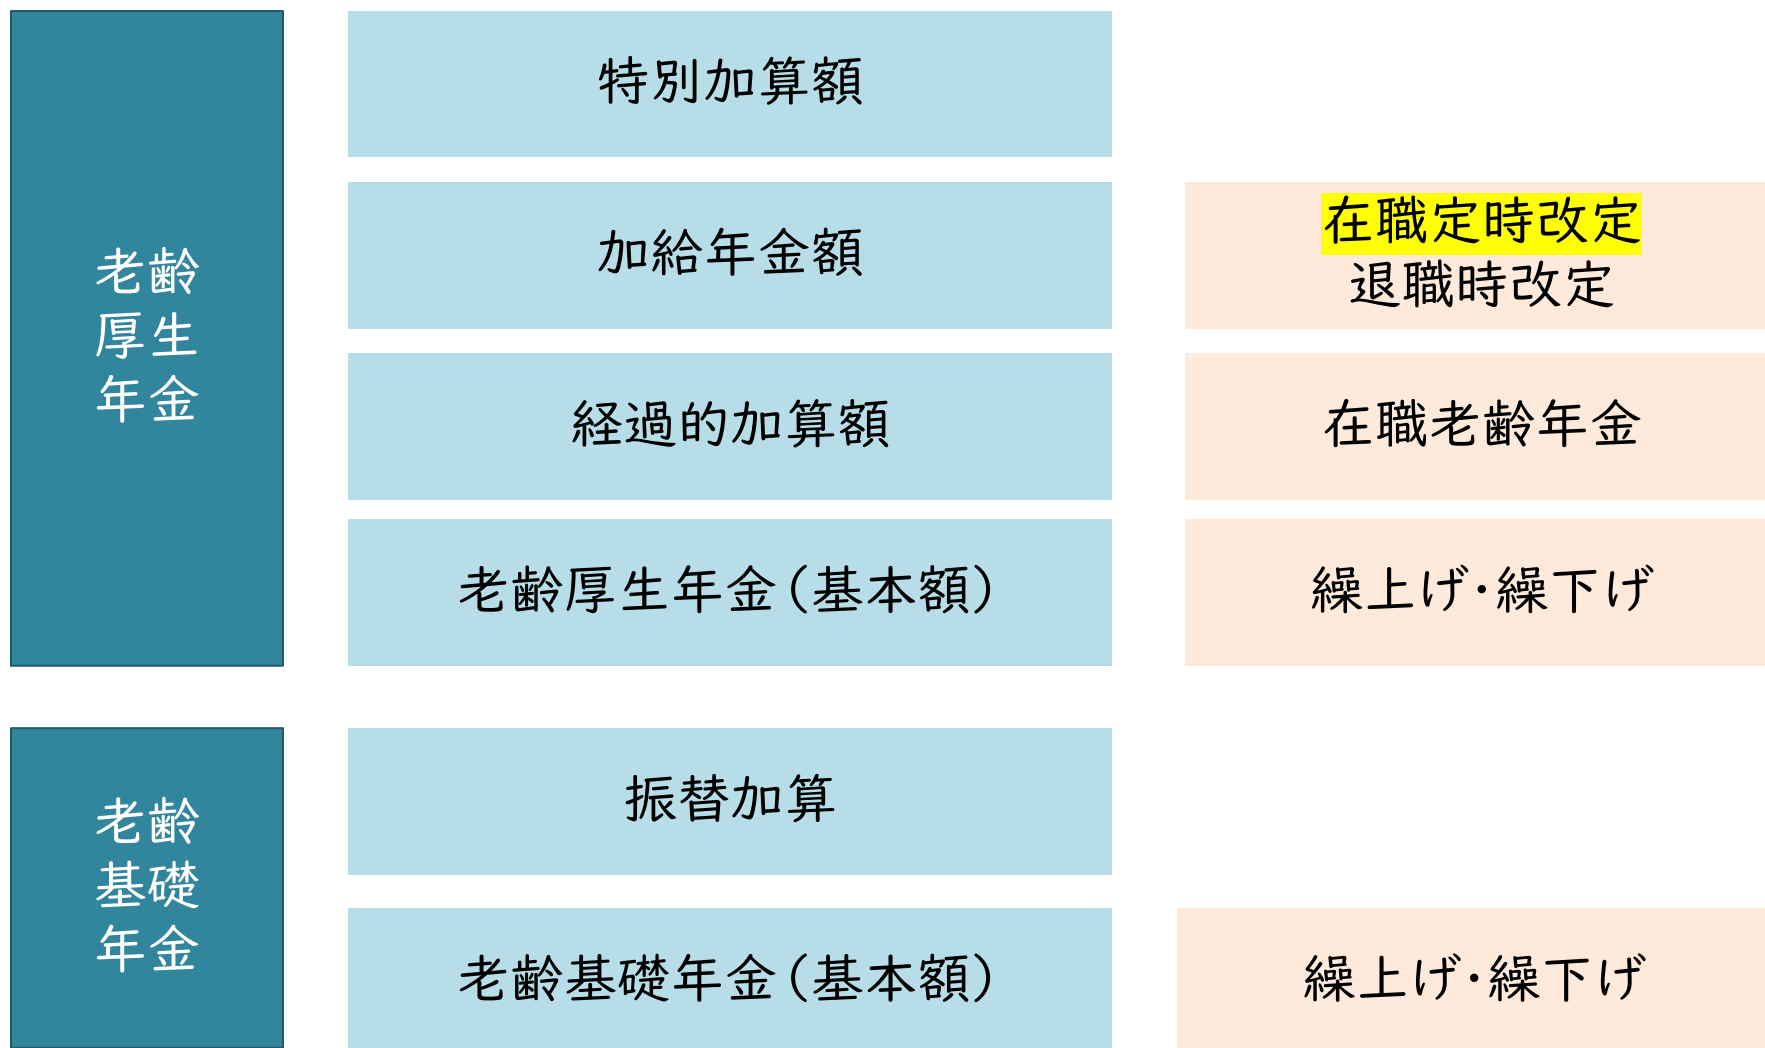 老齢
厚生
年金
特別加算額
加給年金額
在職定時改定
退職時改定
経過的加算額
在職老齢年金
老齢厚生年金(基本額)
繰上げ・繰下げ
老齢
基礎
年金
振替加算
老齢基礎年金(基本額)
繰上げ・繰下げ